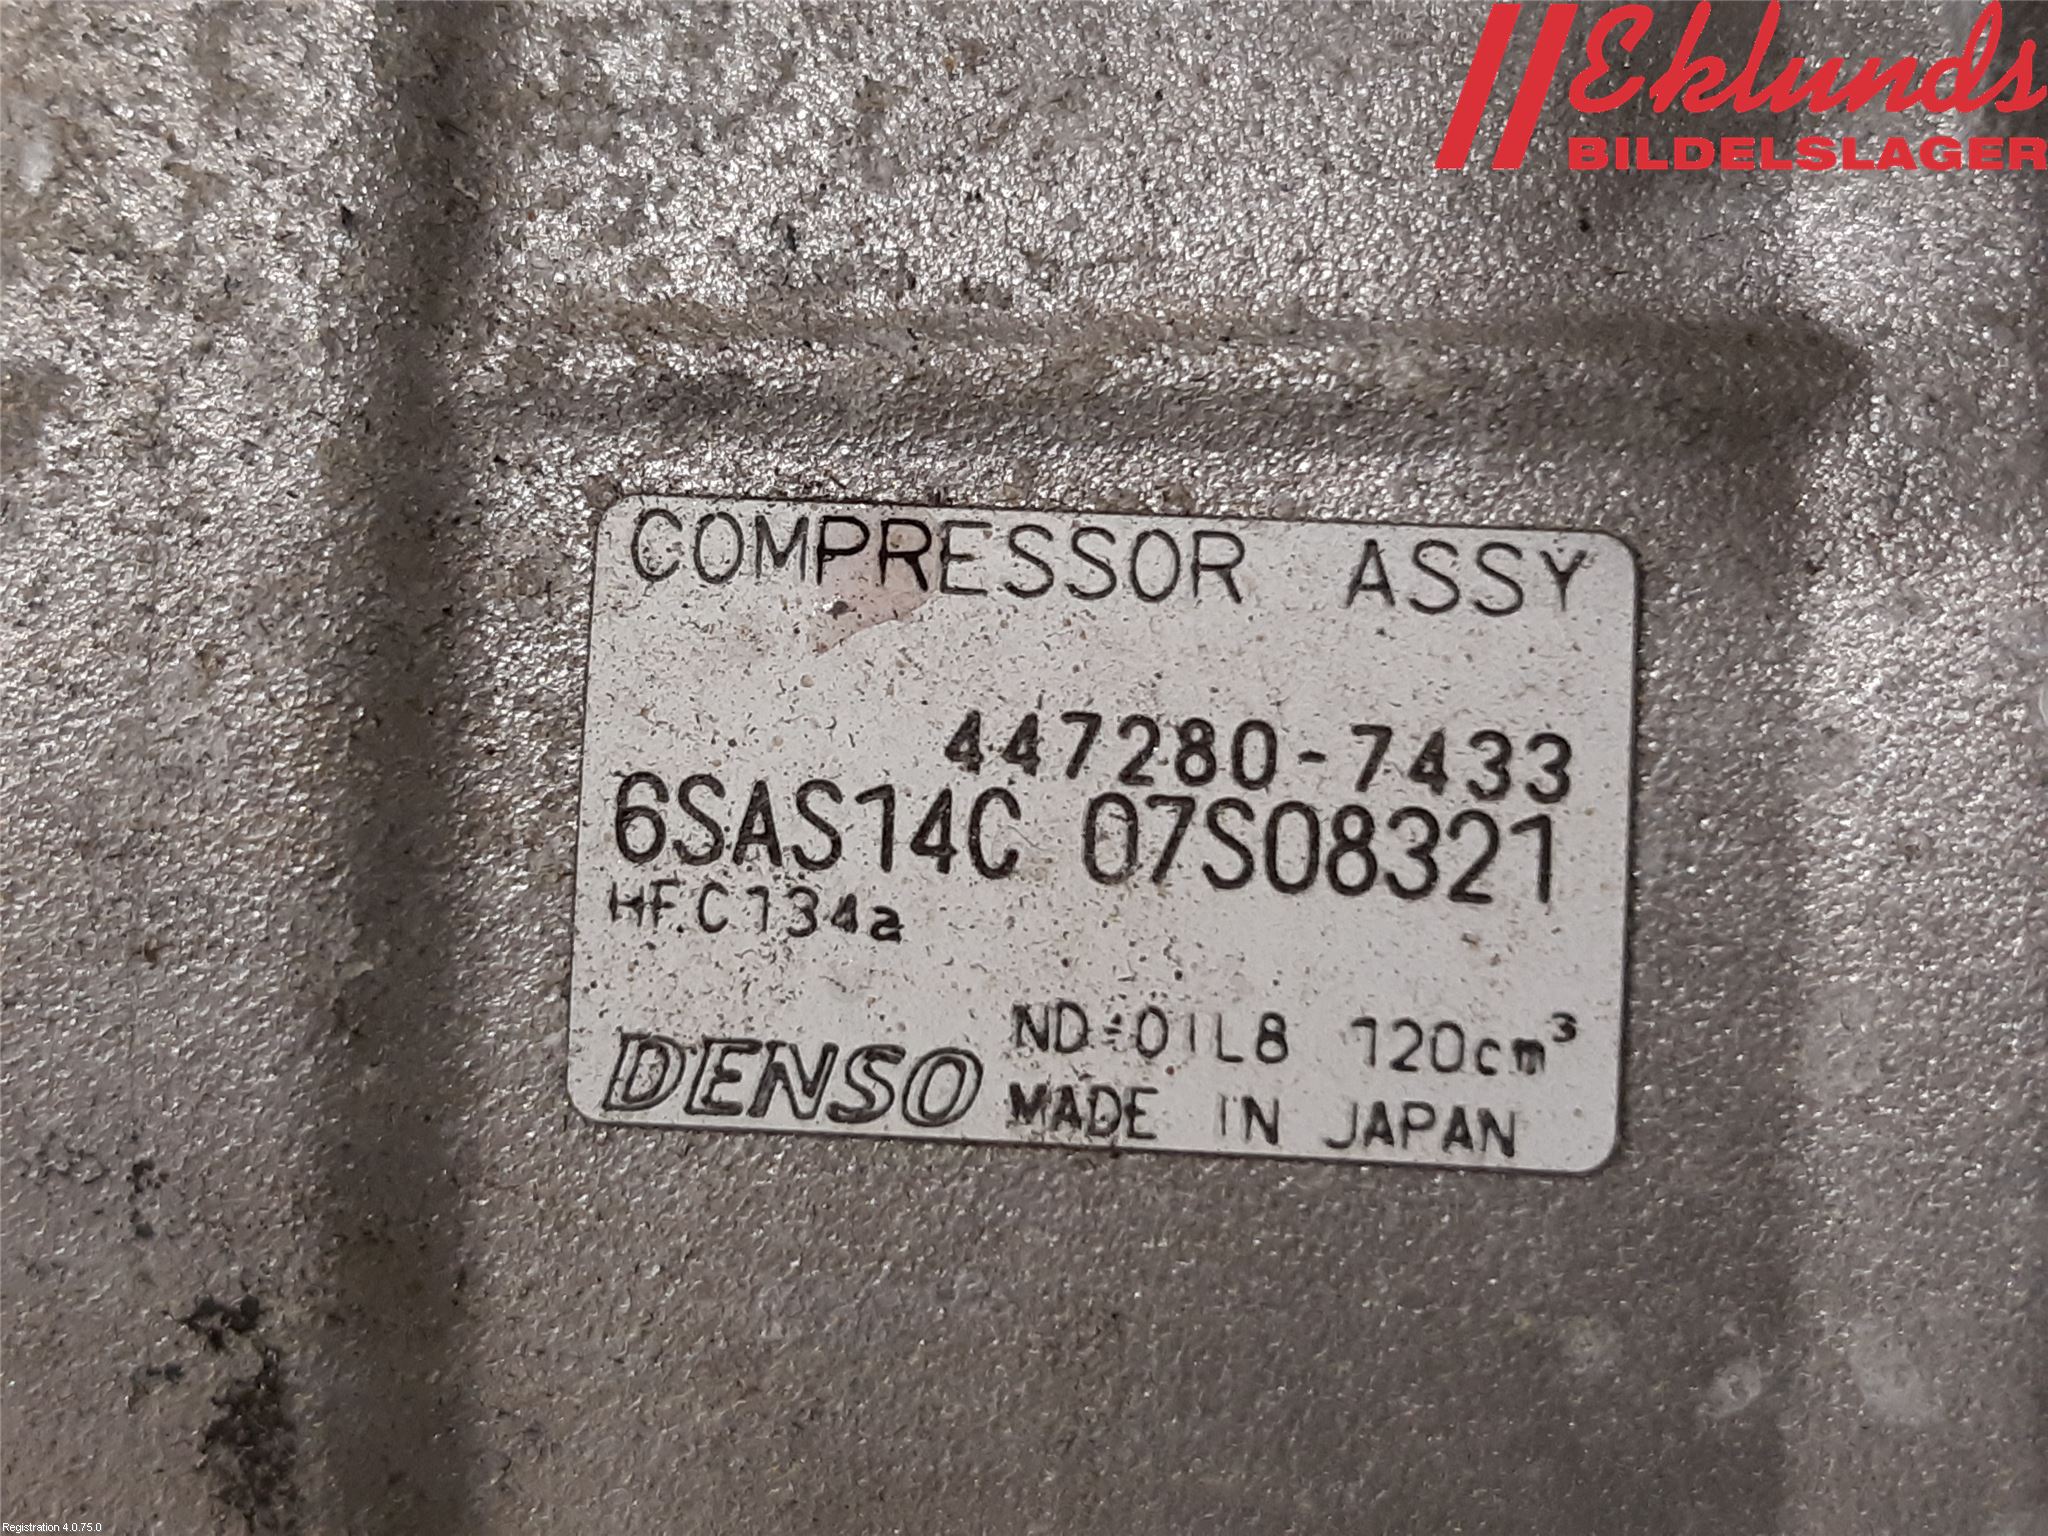 Eklunds
BILDELSLAGER
COMPRESSOR ASSY
447280-7433
6SAS14C 07S08321
HFC134a
ND-OIL8 120cm³
DENSO
MADE IN JAPAN
Registration 4.0.75.0